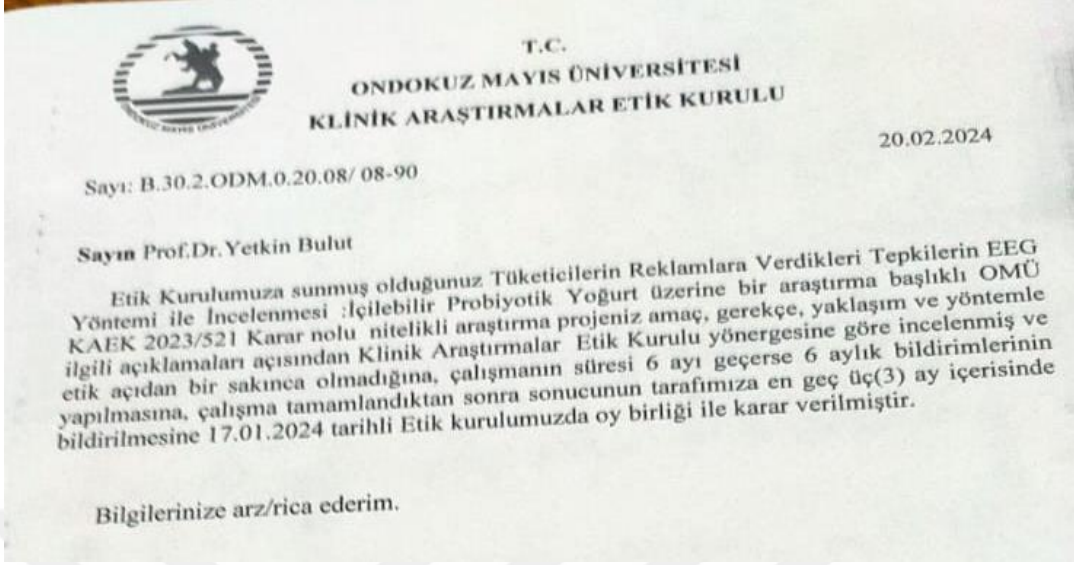 T.C.
ONDOKUZ MAYIS ÜNİVERSİTESİ
KLİNİK ARAŞTIRMALAR ETİK KURULU
20.02.2024
Sayı: B.30.2.ODM.0.20.08/ 08-90
Sayın Prof.Dr.Yetkin Bulut
Etik Kurulumuza sunmuş olduğunuz Tüketicilerin Reklamlara Verdikleri Tepkilerin EEG
Yöntemi ile İncelenmesi :İçilebilir Probiyotik Yoğurt üzerine bir araştırma başlıklı OMÜ
KAEK 2023/521 Karar nolu nitelikli araştırma projeniz amaç, gerekçe, yaklaşım ve yöntemle
ilgili açıklamaları açısından Klinik Araştırmalar Etik Kurulu yönergesine göre incelenmiş ve
etik açıdan bir sakınca olmadığına, çalışmanın süresi 6 ayı geçerse 6 aylık bildirimlerinin
yapılmasına, çalışma tamamlandıktan sonra sonucunun tarafımıza en geç üç(3) ay içerisinde
bildirilmesine 17.01.2024 tarihli Etik kurulumuzda oy birliği ile karar verilmiştir.
Bilgilerinize arz/rica ederim.
ONDOKUZ MAYIS ÜNİVERSİTESİ